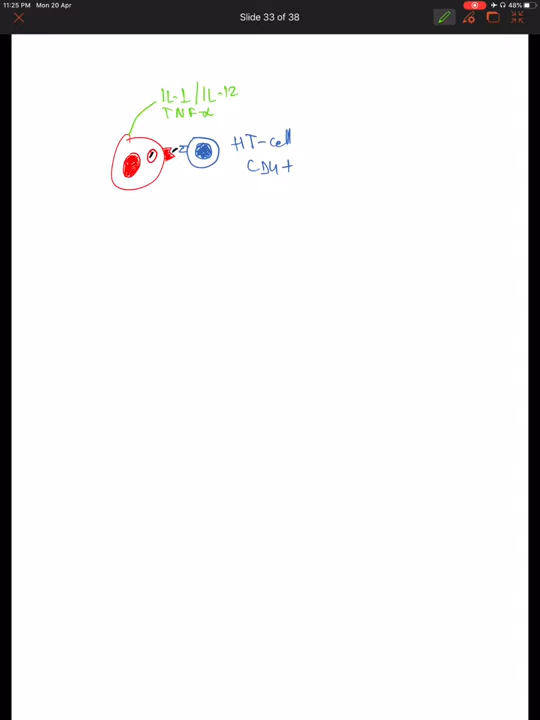 11:25 PM Mon 20 Apr 48%
Slide 33 of 38
IL-1/IL-12
TNF-α
HT-cell
CD4+